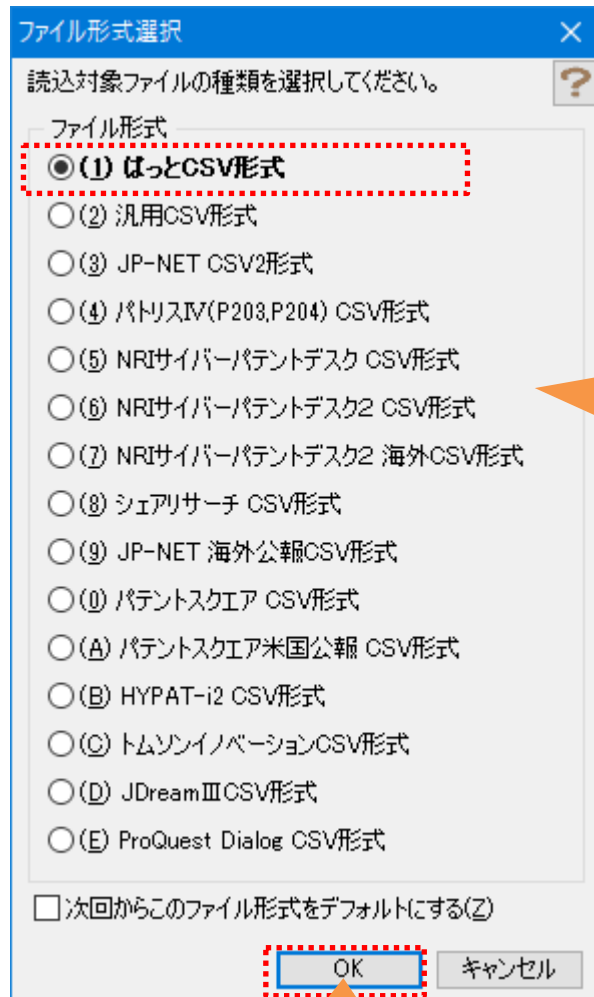 ファイル形式選択
読込対象ファイルの種類を選択してください。
?
ファイル形式
(1) ぱっとCSV形式
(2) 汎用CSV形式
(3) JP-NET CSV2形式
(4) パトリスⅣ(P203,P204) CSV形式
(5) NRIサイバーパテントデスク CSV形式
(6) NRIサイバーパテントデスク2 CSV形式
(7) NRIサイバーパテントデスク2 海外CSV形式
(8) シェアリサーチ CSV形式
(9) JP-NET 海外公報CSV形式
(0) パテントスクエア CSV形式
(A) パテントスクエア米国公報 CSV形式
(B) HYPAT-i2 CSV形式
(C) トムソンイノベーションCSV形式
(D) JDreamⅢCSV形式
(E) ProQuest Dialog CSV形式
次回からこのファイル形式をデフォルトにする(Z)
OK キャンセル